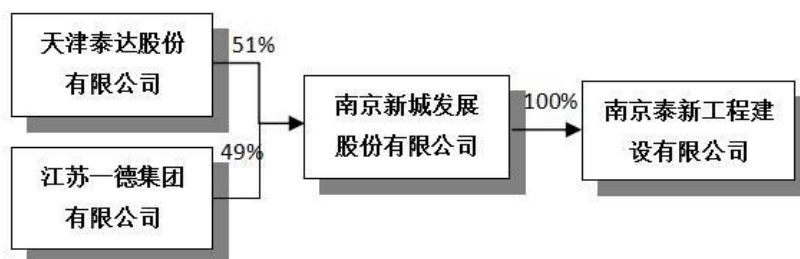 天津泰达股份
有限公司
51%
江苏一德集团
有限公司
49%
南京新城发展
股份有限公司
100%
南京泰新工程建
设有限公司